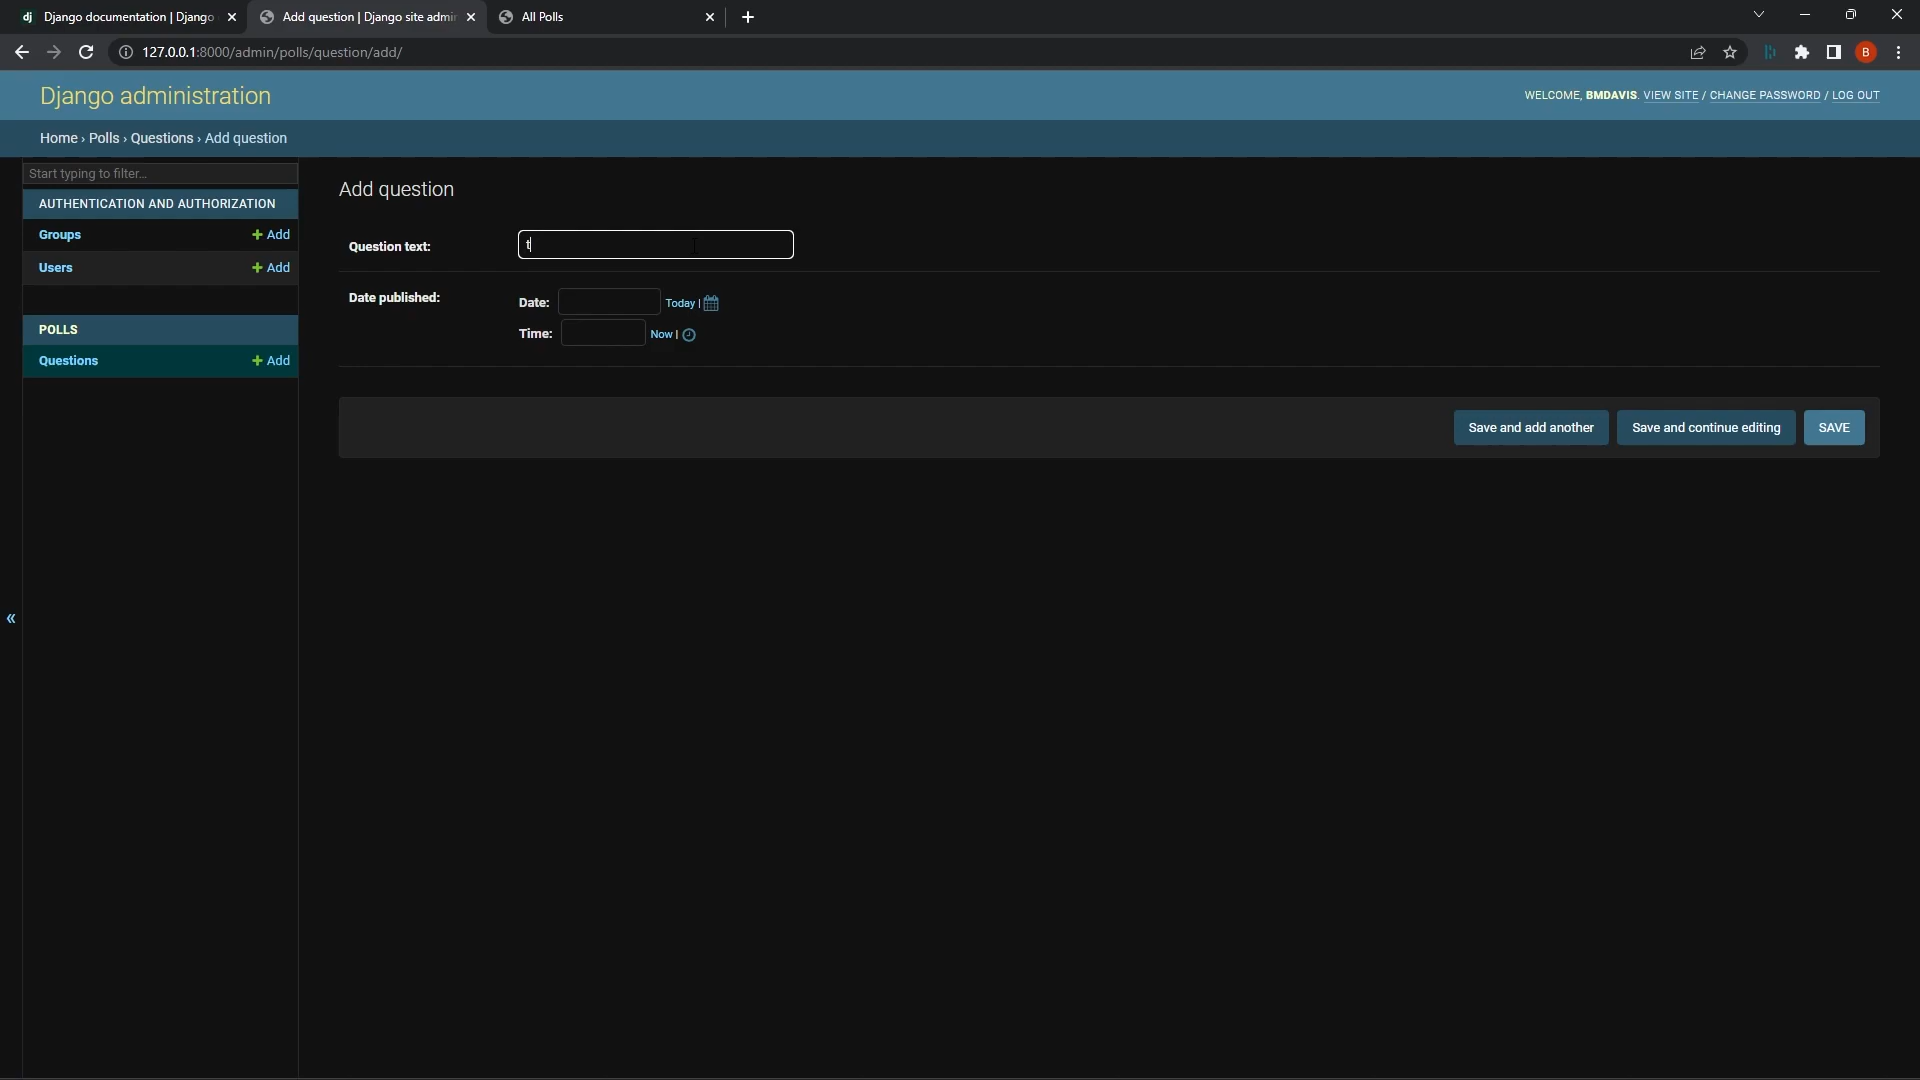 dj Django documentation | Django
Add question | Django site admin
All Polls
127.0.0.1:8000/admin/polls/question/add/
B
Django administration
WELCOME, BMDAVIS. VIEW SITE / CHANGE PASSWORD / LOG OUT
Home › Polls › Questions › Add question
Start typing to filter...
AUTHENTICATION AND AUTHORIZATION
Groups + Add
Users + Add
POLLS
Questions + Add
«
Add question
Question text: t
Date published:
Date: Today |
Time: Now |
Save and add another
Save and continue editing
SAVE